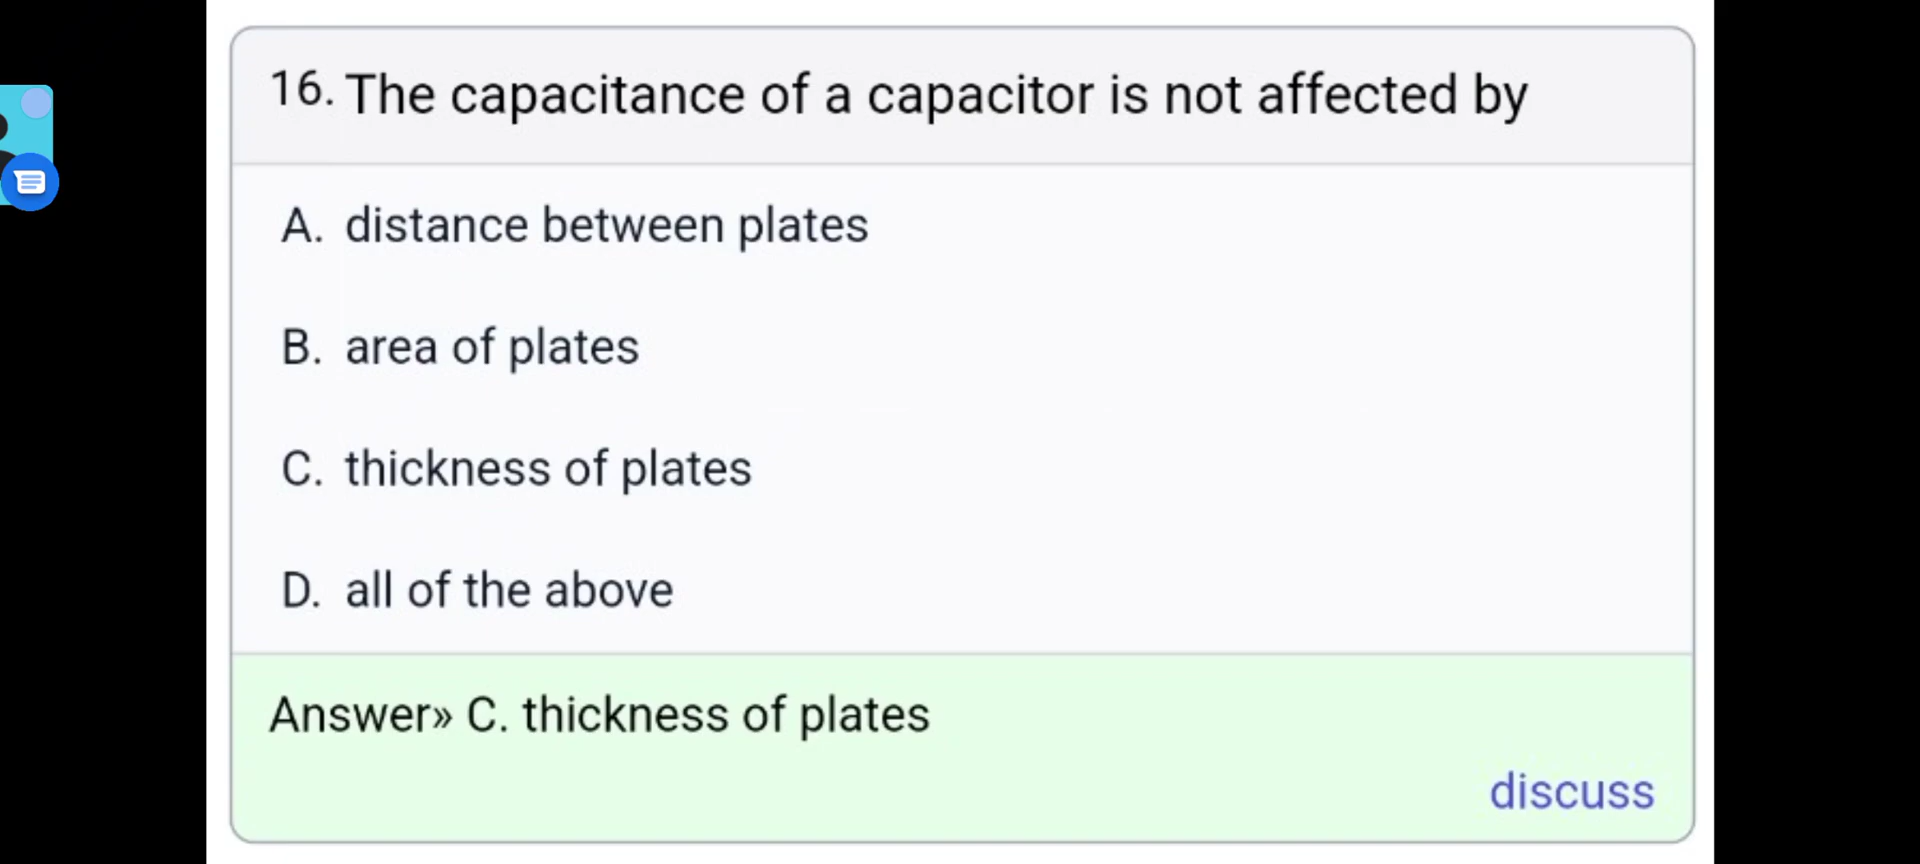 16. The capacitance of a capacitor is not affected by
A. distance between plates
B. area of plates
C. thickness of plates
D. all of the above
Answer» C. thickness of plates
discuss